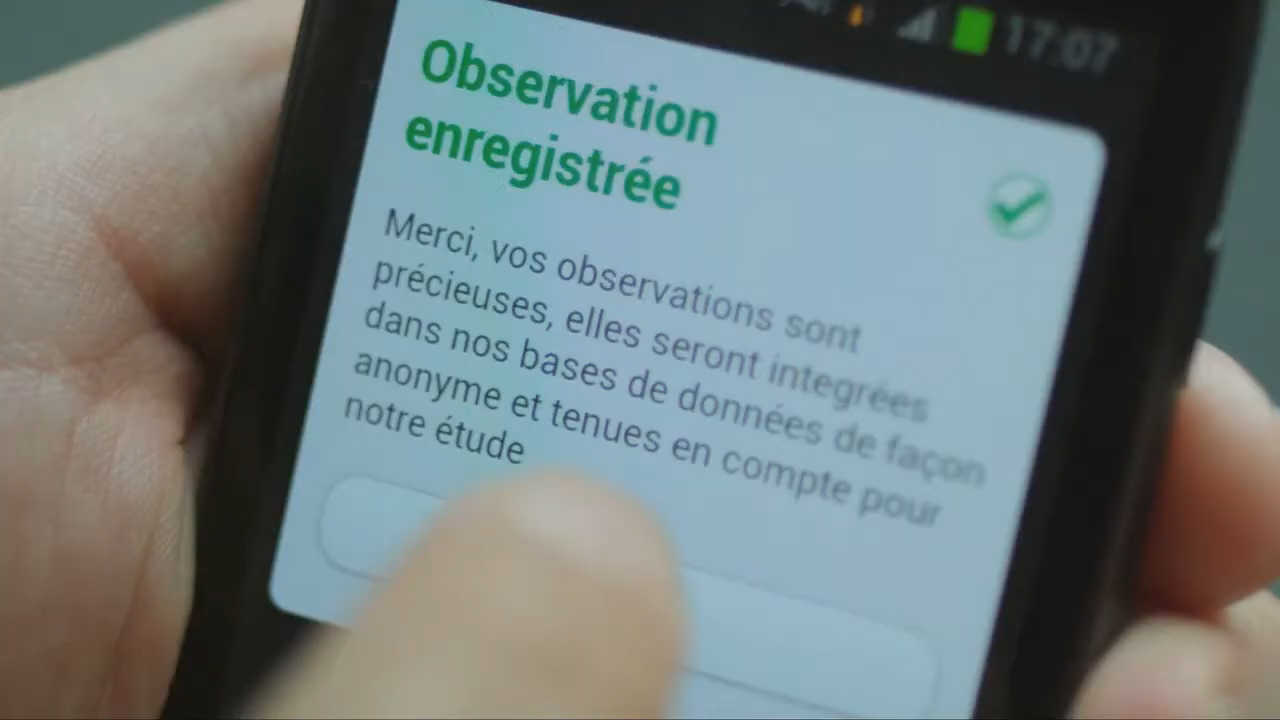 17:07
Observation
enregistrée
Merci, vos observations sont
précieuses, elles seront integrées
dans nos bases de données de façon
anonyme et tenues en compte pour
notre étude